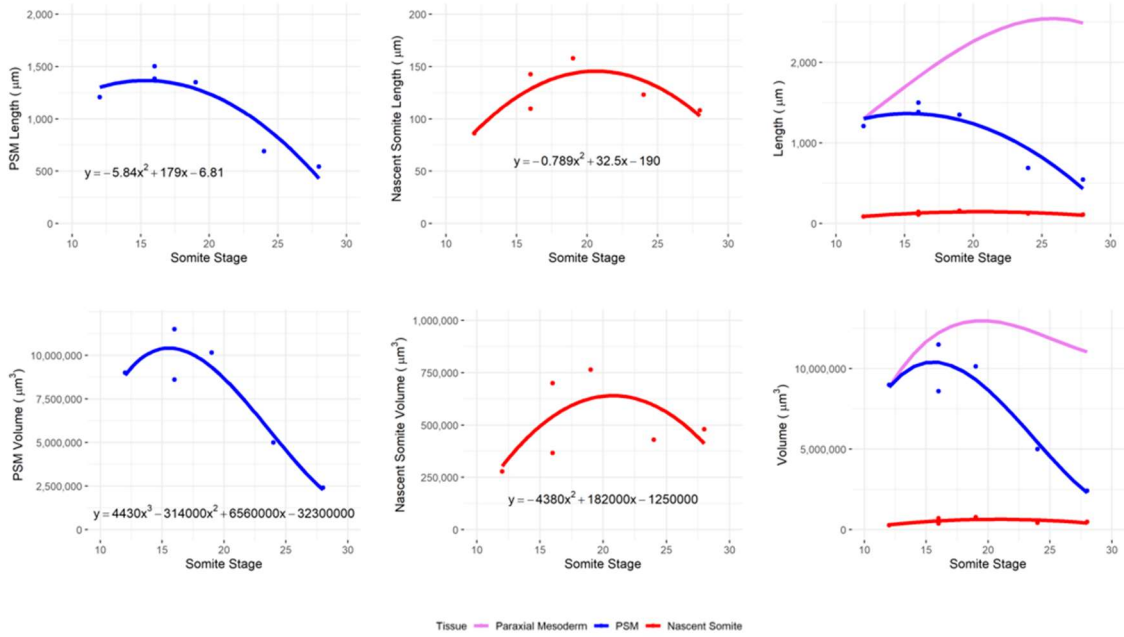 2,000
1,500
1,000
500
0
PSM Length ( μm)
y = −5.84x² + 179x − 6.81
10 15 20 25 30
Somite Stage
200
150
100
50
0
Nascent Somite Length ( μm)
y = −0.789x² + 32.5x − 190
10 15 20 25 30
Somite Stage
2,000
1,000
0
Length ( μm )
10 15 20 25 30
Somite Stage
10,000,000
7,500,000
5,000,000
2,500,000
0
PSM Volume ( μm³)
y = 4430x³ − 314000x² + 6560000x − 32300000
10 15 20 25 30
Somite Stage
1,000,000
750,000
500,000
250,000
0
Nascent Somite Volume ( μm³)
y = −4380x² + 182000x − 1250000
10 15 20 25 30
Somite Stage
10,000,000
5,000,000
0
Volume ( μm³)
10 15 20 25 30
Somite Stage
Tissue Paraxial Mesoderm PSM Nascent Somite